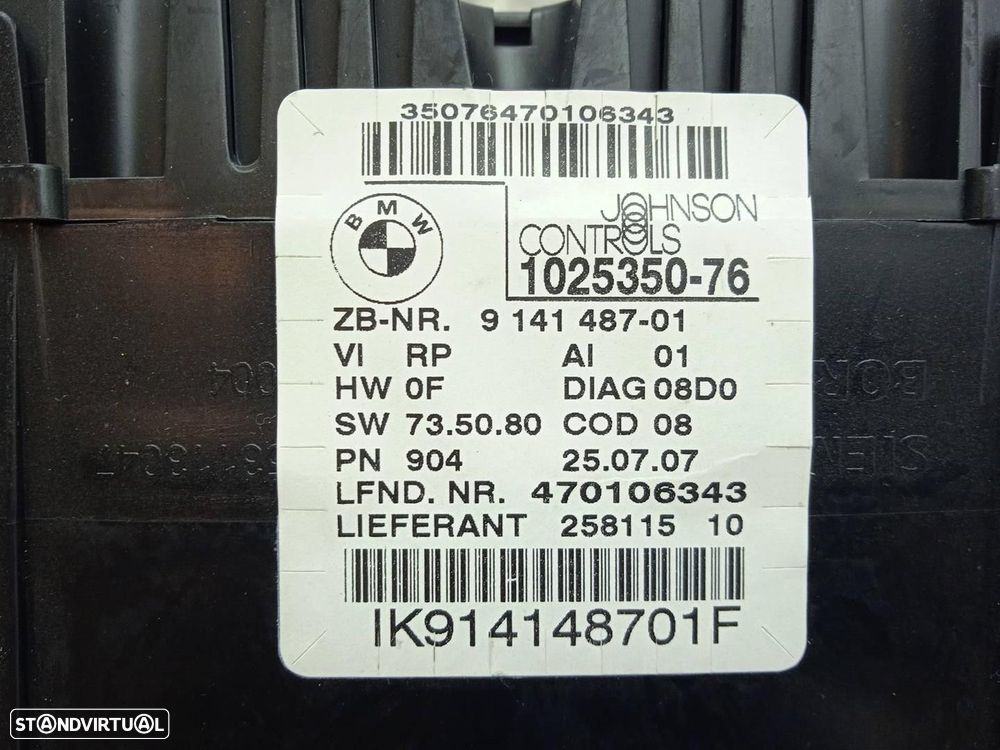 35076470106343
BMW
JOHNSON
CONTROLS
1025350-76
ZB-NR. 9 141 487-01
VI RP AI 01
HW 0F DIAG 08D0
SW 73.50.80 COD 08
PN 904 25.07.07
LFND. NR. 470106343
LIEFERANT 258115 10
IK914148701F
STANDVIRTUAL